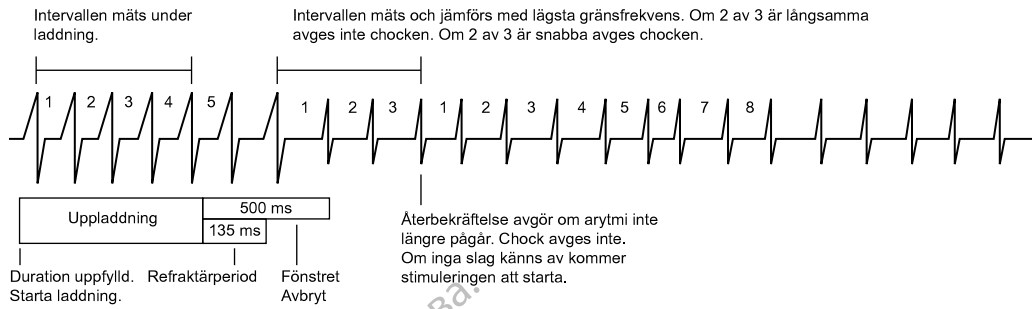 Intervallen mäts under
laddning.
Intervallen mäts och jämförs med lägsta gränsfrekvens. Om 2 av 3 är långsamma
avges inte chocken. Om 2 av 3 är snabba avges chocken.
1 2 3 4 5 1 2 3 1 2 3 4 5 6 7 8
Uppladdning
500 ms
135 ms
Duration uppfylld.
Starta laddning.
Refraktärperiod
Fönstret
Avbryt
Återbekräftelse avgör om arytmi inte
längre pågår. Chock avges inte.
Om inga slag känns av kommer
stimuleringen att starta.